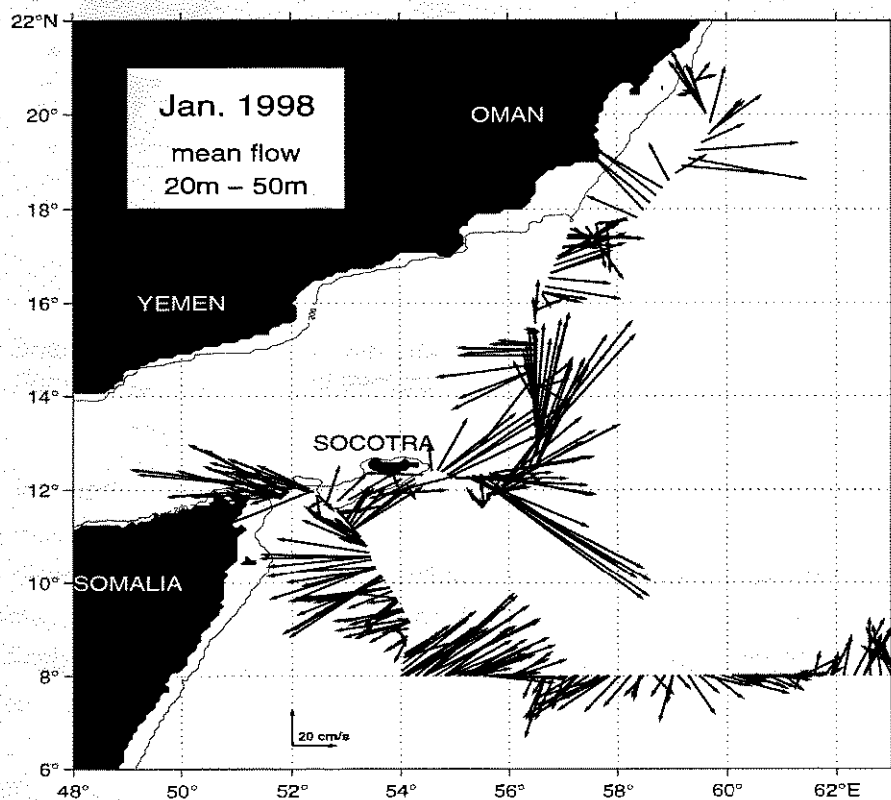 22°N
20°
18°
16°
14°
12°
10°
8°
6°
Jan. 1998
mean flow
20m – 50m
OMAN
YEMEN
SOCOTRA
SOMALIA
20 cm/s
48°
50°
52°
54°
56°
58°
60°
62°E